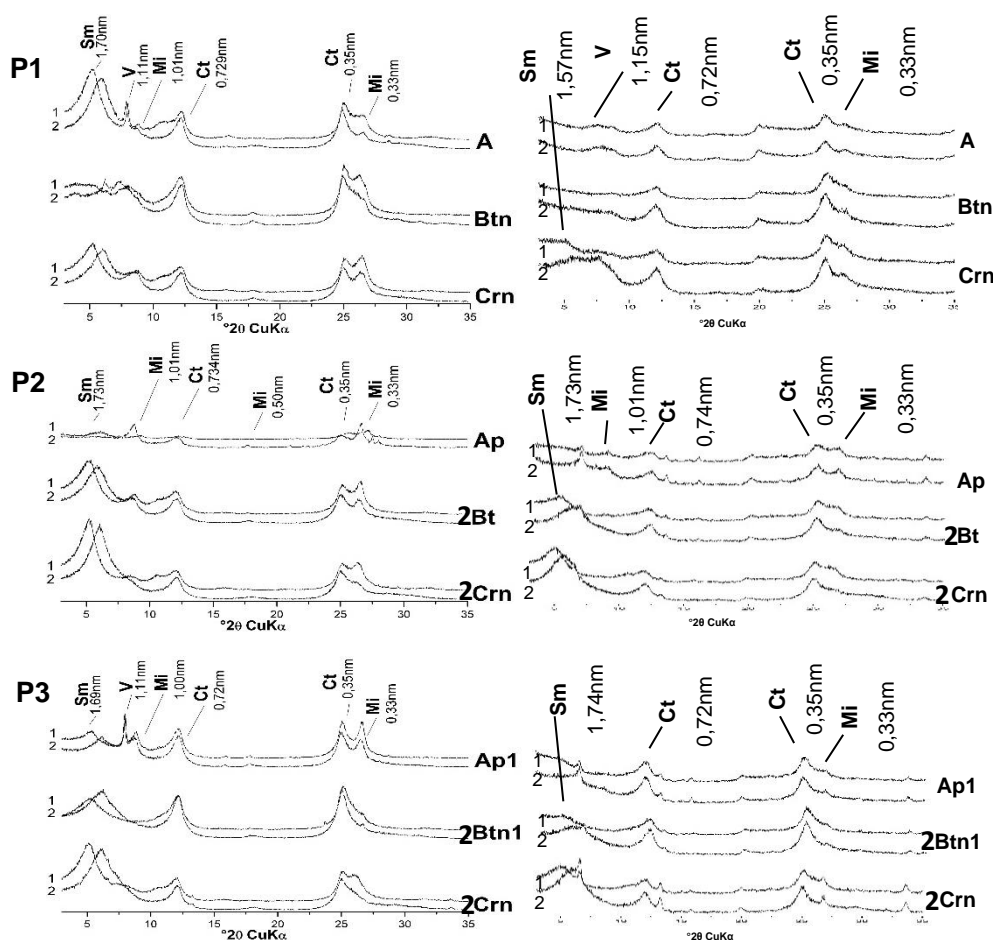 P1
Sm 1,70nm
V 1,11nm
Mi 1,01nm
Ct 0,729nm
Ct 0,35nm
Mi 0,33nm
1
2
A
1
2
Btn
1
2
Crn
5 10 15 20 25 30 35
°2θ CuKα
Sm 1,57nm
V 1,15nm
Ct 0,72nm
Ct 0,35nm
Mi 0,33nm
1
2
A
1
2
Btn
1
2
Crn
5 10 15 20 25 30 35
°2θ CuKα
P2
Sm 1,73nm
Mi 1,01nm
Ct 0,734nm
Mi 0,50nm
Ct 0,35nm
Mi 0,33nm
1
2
Ap
1
2
2Bt
1
2
2Crn
5 10 15 20 25 30 35
°2θ CuKα
Sm 1,73nm
Mi 1,01nm
Ct 0,74nm
Ct 0,35nm
Mi 0,33nm
1
2
Ap
1
2
2Bt
1
2
2Crn
°2θ CuKα
P3
Sm 1,69nm
V 1,11nm
Mi 1,00nm
Ct 0,72nm
Ct 0,35nm
Mi 0,33nm
1
2
Ap1
1
2
2Btn1
1
2
2Crn
5 10 15 20 25 30 35
°2θ CuKα
Sm 1,74nm
Ct 0,72nm
Ct 0,35nm
Mi 0,33nm
1
2
Ap1
1
2
2Btn1
1
2
2Crn
°2θ CuKα